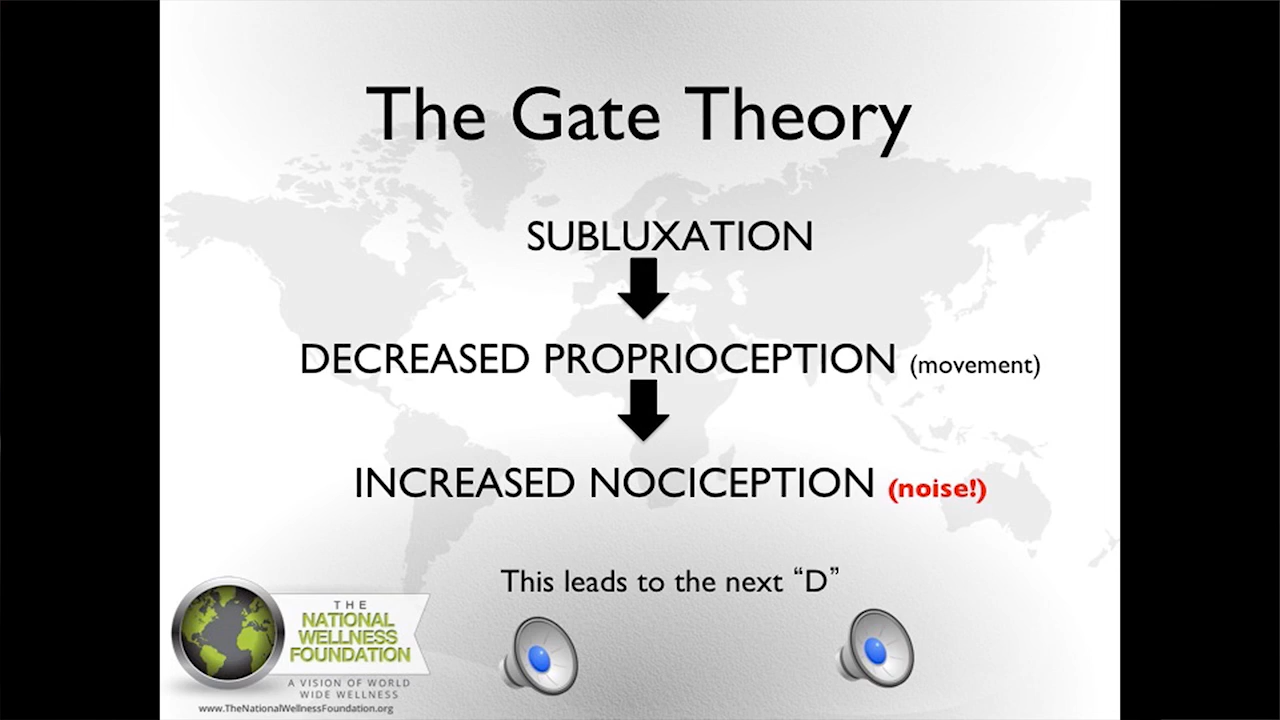 The Gate Theory
SUBLUXATION
DECREASED PROPRIOCEPTION (movement)
INCREASED NOCICEPTION (noise!)
This leads to the next “D”
THE
NATIONAL
WELLNESS
FOUNDATION
A VISION OF WORLD
WIDE WELLNESS
www.TheNationalWellnessFoundation.org